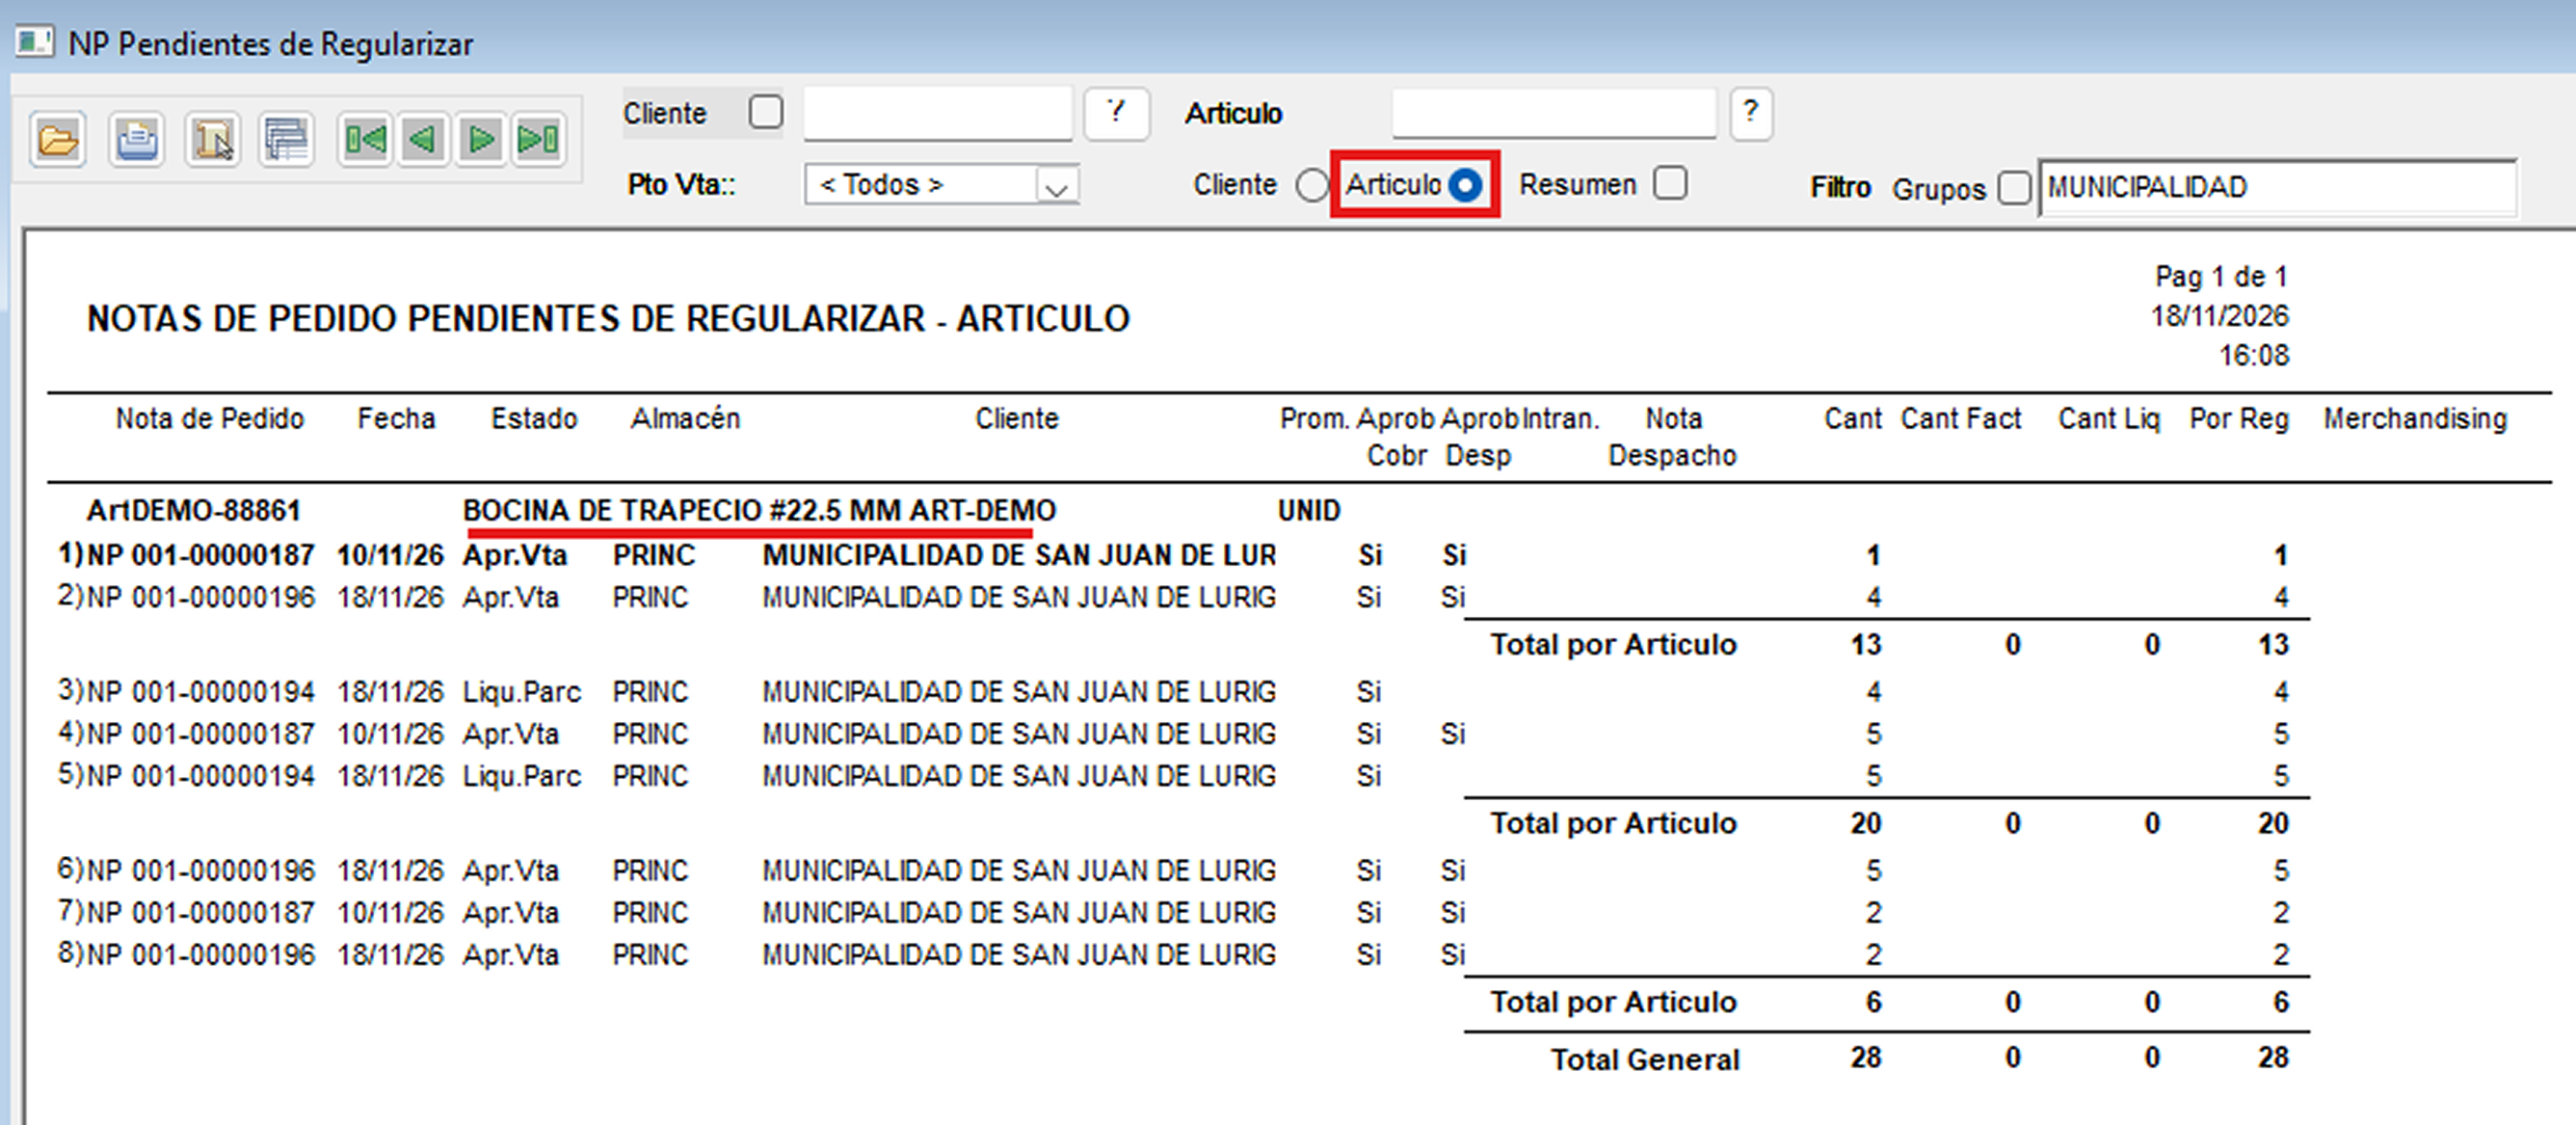 NP Pendientes de Regularizar
Cliente ? Articulo ?
Pto Vta:: < Todos > Cliente Articulo Resumen Filtro Grupos MUNICIPALIDAD
Pag 1 de 1
NOTAS DE PEDIDO PENDIENTES DE REGULARIZAR - ARTICULO
18/11/2026
16:08
Nota de Pedido Fecha Estado Almacén Cliente Prom. Aprob Aprob Intran. Nota Cant Cant Fact Cant Liq Por Reg Merchandising
Cobr Desp Despacho
ArtDEMO-88861 BOCINA DE TRAPECIO #22.5 MM ART-DEMO UNID
1) NP 001-00000187 10/11/26 Apr.Vta PRINC MUNICIPALIDAD DE SAN JUAN DE LUR Si Si 1 1
2) NP 001-00000196 18/11/26 Apr.Vta PRINC MUNICIPALIDAD DE SAN JUAN DE LURIG Si Si 4 4
Total por Articulo 13 0 0 13
3) NP 001-00000194 18/11/26 Liqu.Parc PRINC MUNICIPALIDAD DE SAN JUAN DE LURIG Si 4 4
4) NP 001-00000187 10/11/26 Apr.Vta PRINC MUNICIPALIDAD DE SAN JUAN DE LURIG Si Si 5 5
5) NP 001-00000194 18/11/26 Liqu.Parc PRINC MUNICIPALIDAD DE SAN JUAN DE LURIG Si 5 5
Total por Articulo 20 0 0 20
6) NP 001-00000196 18/11/26 Apr.Vta PRINC MUNICIPALIDAD DE SAN JUAN DE LURIG Si Si 5 5
7) NP 001-00000187 10/11/26 Apr.Vta PRINC MUNICIPALIDAD DE SAN JUAN DE LURIG Si Si 2 2
8) NP 001-00000196 18/11/26 Apr.Vta PRINC MUNICIPALIDAD DE SAN JUAN DE LURIG Si Si 2 2
Total por Articulo 6 0 0 6
Total General 28 0 0 28